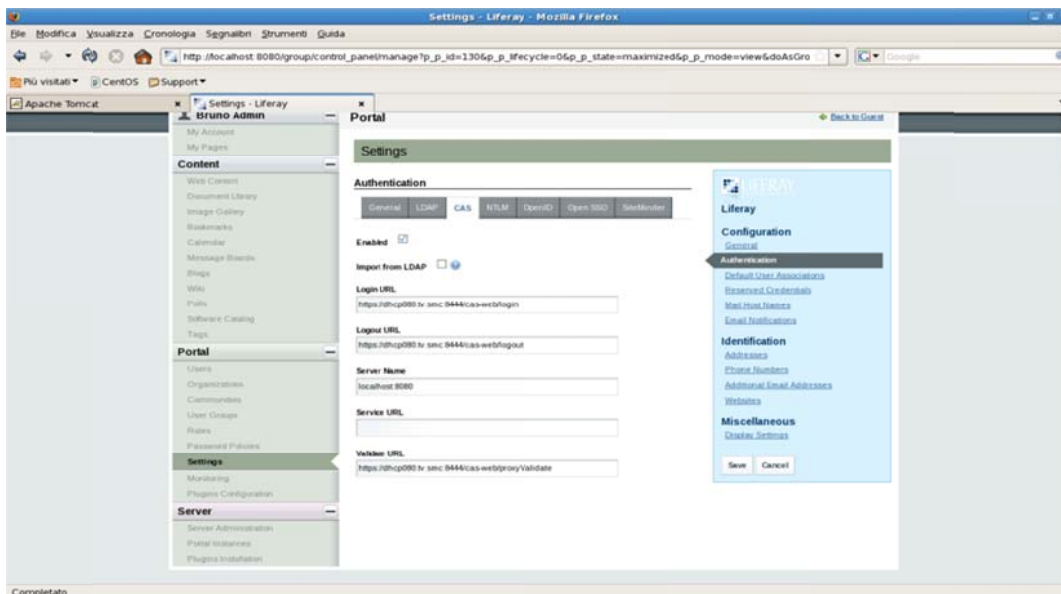 Settings - Liferay - Mozilla Firefox
File Modifica Visualizza Cronologia Segnalibri Strumenti Guida
http://localhost:8080/group/control_panel/manage?p_p_id=130&p_p_lifecycle=0&p_p_state=maximized&p_p_mode=view&doAsGro
Google
Più visitati CentOS Support
Apache Tomcat
Settings - Liferay
Bruno Admin
My Account
My Pages
Content
Web Content
Document Library
Image Gallery
Bookmarks
Calendar
Message Boards
Blogs
Wiki
Polls
Software Catalog
Tags
Portal
Users
Organizations
Communities
User Groups
Roles
Password Policies
Settings
Monitoring
Plugins Configuration
Server
Server Administration
Portal Instances
Plugins Installation
Portal
Back to Guest
Settings
Authentication
General LDAP CAS NTLM OpenID Open SSO SiteMinder
Enabled
Import from LDAP
Login URL
https://dhcp080.tv.smc:8444/cas-web/login
Logout URL
https://dhcp080.tv.smc:8444/cas-web/logout
Server Name
localhost:8080
Service URL
Validate URL
https://dhcp080.tv.smc:8444/cas-web/proxyValidate
LIFERAY
Liferay
Configuration
General
Authentication
Default User Associations
Reserved Credentials
Mail Host Names
Email Notifications
Identification
Addresses
Phone Numbers
Additional Email Addresses
Websites
Miscellaneous
Display Settings
Save Cancel
Completato